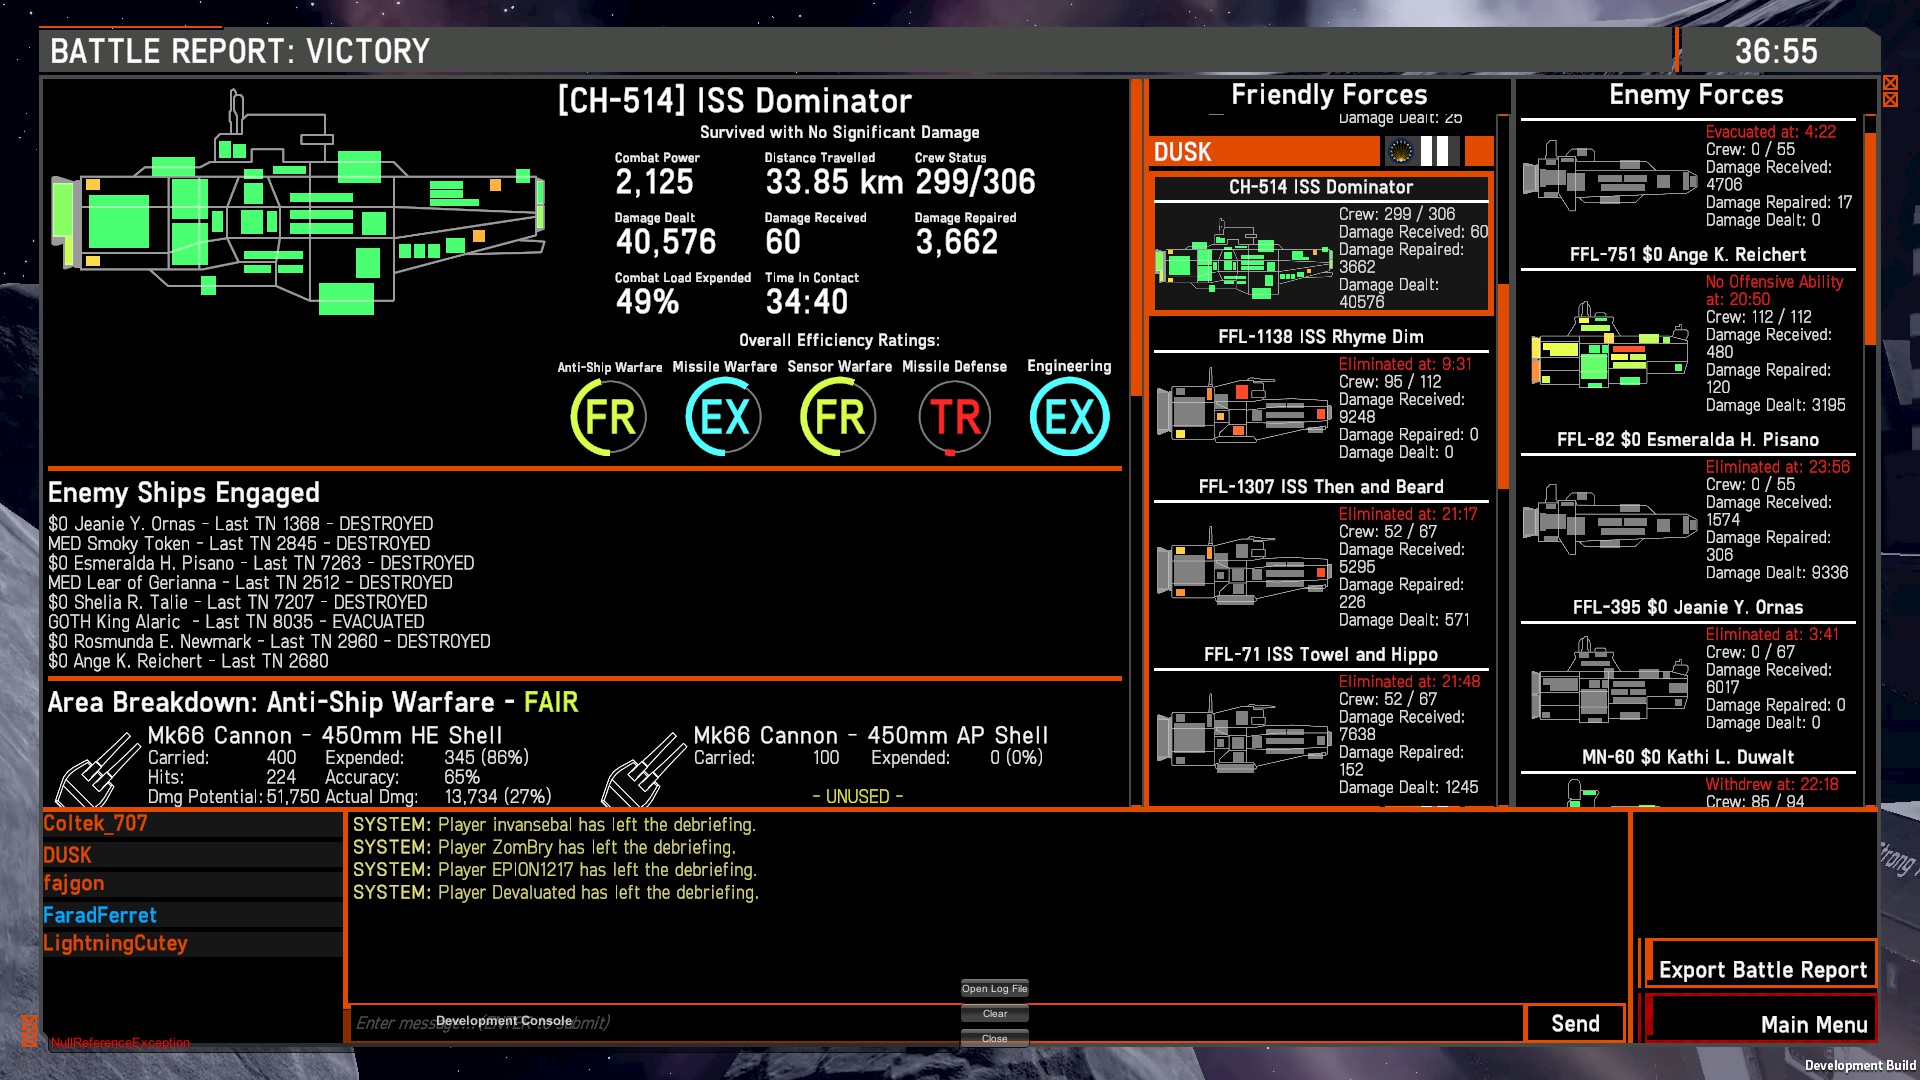 BATTLE REPORT: VICTORY
36:55
[CH-514] ISS Dominator
Survived with No Significant Damage
Combat Power
2,125
Distance Travelled
33.85 km
Crew Status
299/306
Damage Dealt
40,576
Damage Received
60
Damage Repaired
3,662
Combat Load Expended
49%
Time In Contact
34:40
Overall Efficiency Ratings:
Anti-Ship Warfare
FR
Missile Warfare
EX
Sensor Warfare
FR
Missile Defense
TR
Engineering
EX
Enemy Ships Engaged
$0 Jeanie Y. Ornas - Last TN 1368 - DESTROYED
MED Smoky Token - Last TN 2845 - DESTROYED
$0 Esmeralda H. Pisano - Last TN 7263 - DESTROYED
MED Lear of Gerianna - Last TN 2512 - DESTROYED
$0 Shelia R. Talie - Last TN 7207 - DESTROYED
GOTH King Alaric - Last TN 8035 - EVACUATED
$0 Rosmunda E. Newmark - Last TN 2960 - DESTROYED
$0 Ange K. Reichert - Last TN 2680
Area Breakdown: Anti-Ship Warfare - FAIR
Mk66 Cannon - 450mm HE Shell
Carried: 400 Expended: 345 (86%)
Hits: 224 Accuracy: 65%
Dmg Potential: 51,750 Actual Dmg: 13,734 (27%)
Mk66 Cannon - 450mm AP Shell
Carried: 100 Expended: 0 (0%)
- UNUSED -
Friendly Forces
Damage Dealt: 25
DUSK
CH-514 ISS Dominator
Crew: 299 / 306
Damage Received: 60
Damage Repaired:
3662
Damage Dealt:
40576
FFL-1138 ISS Rhyme Dim
Eliminated at: 9:31
Crew: 95 / 112
Damage Received:
9248
Damage Repaired: 0
Damage Dealt: 0
FFL-1307 ISS Then and Beard
Eliminated at: 21:17
Crew: 52 / 67
Damage Received:
5295
Damage Repaired:
226
Damage Dealt: 571
FFL-71 ISS Towel and Hippo
Eliminated at: 21:48
Crew: 52 / 67
Damage Received:
7638
Damage Repaired:
152
Damage Dealt: 1245
Enemy Forces
Evacuated at: 4:22
Crew: 0 / 55
Damage Received:
4706
Damage Repaired: 17
Damage Dealt: 0
FFL-751 $0 Ange K. Reichert
No Offensive Ability
at: 20:50
Crew: 112 / 112
Damage Received:
480
Damage Repaired:
120
Damage Dealt: 3195
FFL-82 $0 Esmeralda H. Pisano
Eliminated at: 23:56
Crew: 0 / 55
Damage Received:
1574
Damage Repaired:
306
Damage Dealt: 9336
FFL-395 $0 Jeanie Y. Ornas
Eliminated at: 3:41
Crew: 0 / 67
Damage Received:
6017
Damage Repaired: 0
Damage Dealt: 0
MN-60 $0 Kathi L. Duwalt
Withdrew at: 22:18
Crew: 85 / 94
Coltek_707
DUSK
fajgon
FaradFerret
LightningCutey
SYSTEM: Player invansebal has left the debriefing.
SYSTEM: Player ZomBry has left the debriefing.
SYSTEM: Player EPION1217 has left the debriefing.
SYSTEM: Player Devaluated has left the debriefing.
Enter message... (ENTER to submit)
Development Console
Open Log File
Clear
Close
Send
Export Battle Report
Main Menu
NullReferenceException
Development Build